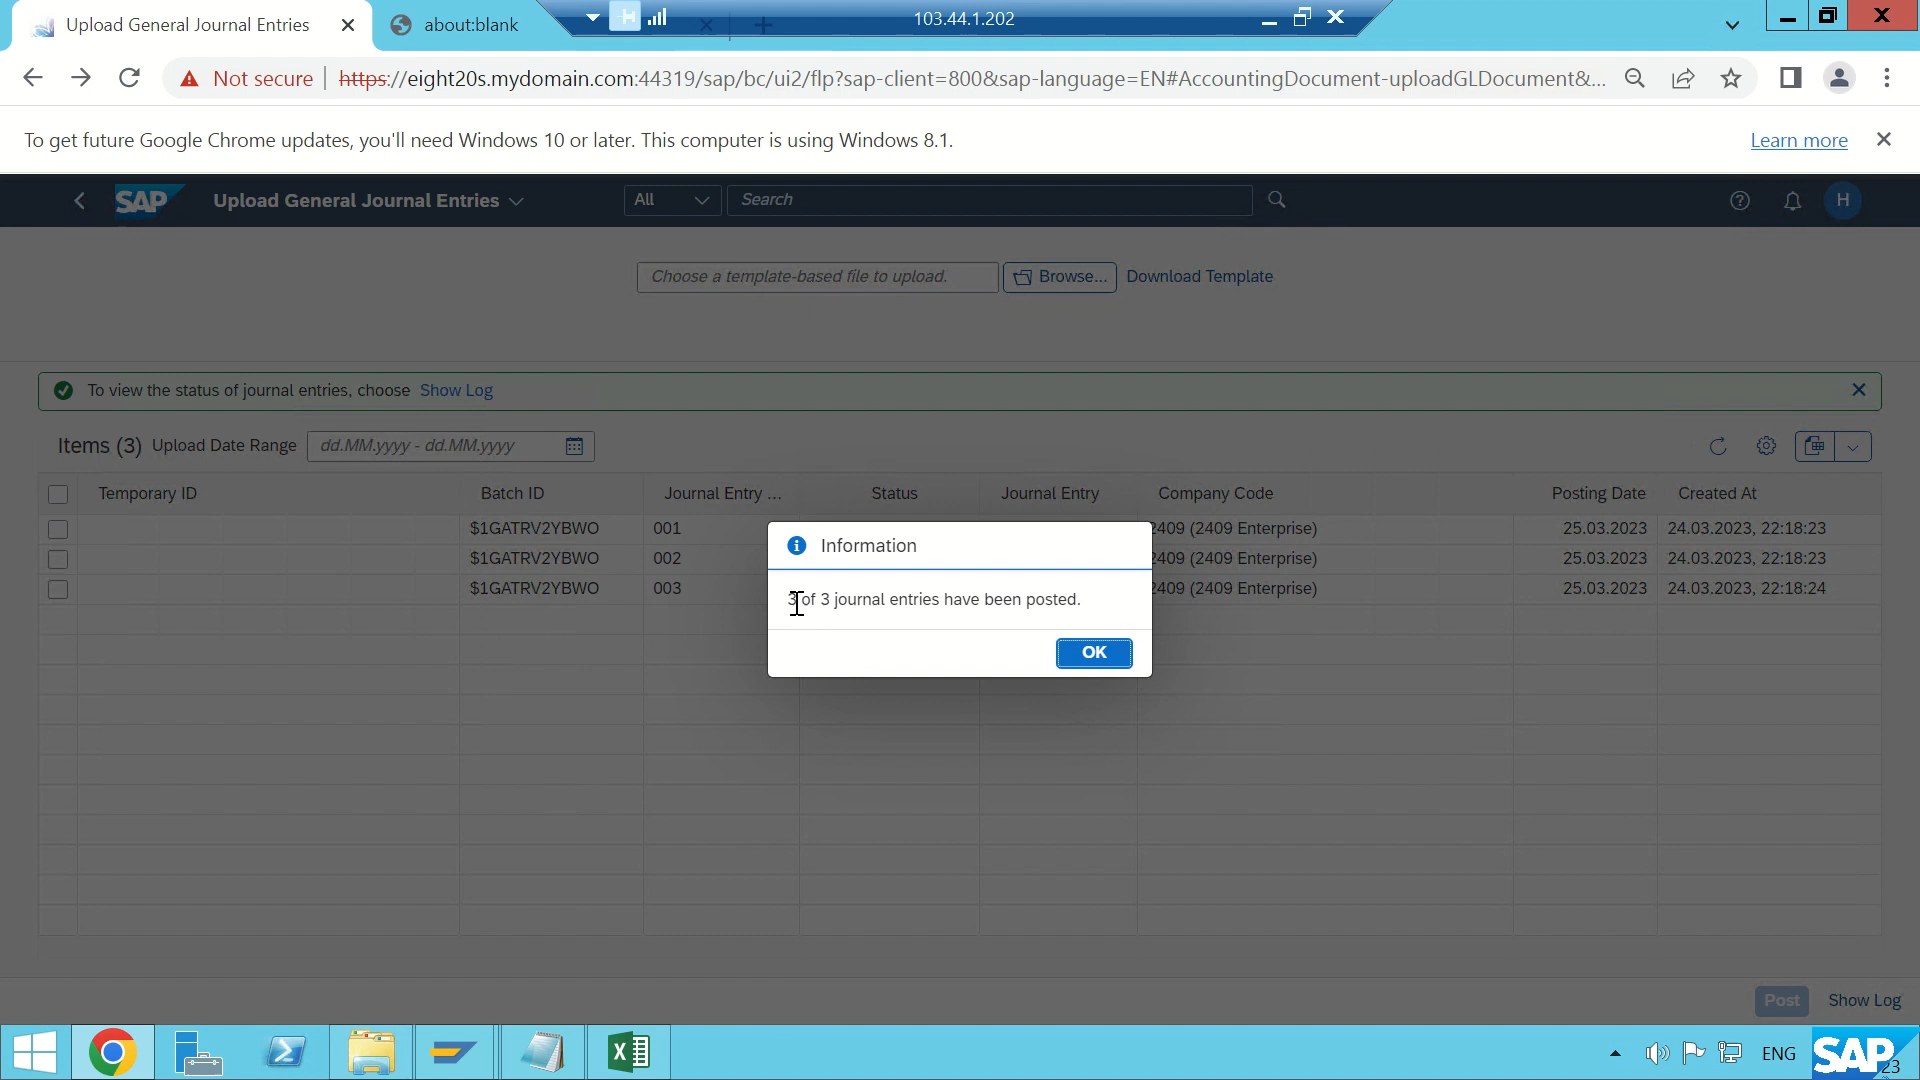 Upload General Journal Entries
about:blank
103.44.1.202
Not secure
https://eight20s.mydomain.com:44319/sap/bc/ui2/flp?sap-client=800&sap-language=EN#AccountingDocument-uploadGLDocument&...
To get future Google Chrome updates, you'll need Windows 10 or later. This computer is using Windows 8.1.
Learn more
SAP
Upload General Journal Entries
All
Search
H
Choose a template-based file to upload.
Browse...
Download Template
To view the status of journal entries, choose Show Log
Items (3) Upload Date Range dd.MM.yyyy - dd.MM.yyyy
Temporary ID Batch ID Journal Entry ... Status Journal Entry Company Code Posting Date Created At
$1GATRV2YBWO 001 2409 (2409 Enterprise) 25.03.2023 24.03.2023, 22:18:23
$1GATRV2YBWO 002 2409 (2409 Enterprise) 25.03.2023 24.03.2023, 22:18:23
$1GATRV2YBWO 003 2409 (2409 Enterprise) 25.03.2023 24.03.2023, 22:18:24
Information
3 of 3 journal entries have been posted.
OK
Post
Show Log
ENG
SAP
23